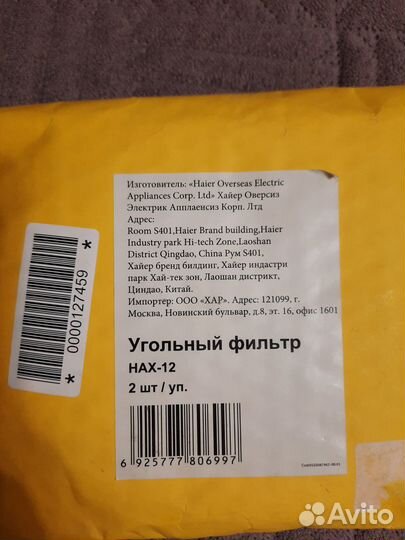 Изготовитель: «Haier Overseas Electric
Appliances Corp. Ltd» Хайер Оверсиз
Электрик Апплаенсиз Корп. Лтд
Адрес:
Room S401,Haier Brand building,Haier
Industry park Hi-tech Zone,Laoshan
District Qingdao, China Рум S401,
Хайер бренд билдинг, Хайер индастри
парк Хай-тек зон, Лаошан дистрикт,
Циндао, Китай.
Импортер: ООО «ХАР». Адрес: 121099, г.
Москва, Новинский бульвар, д.8, эт. 16, офис 1601
Угольный фильтр
HAX-12
2 шт / уп.
6 925777 806997
*0000127459*
Avito